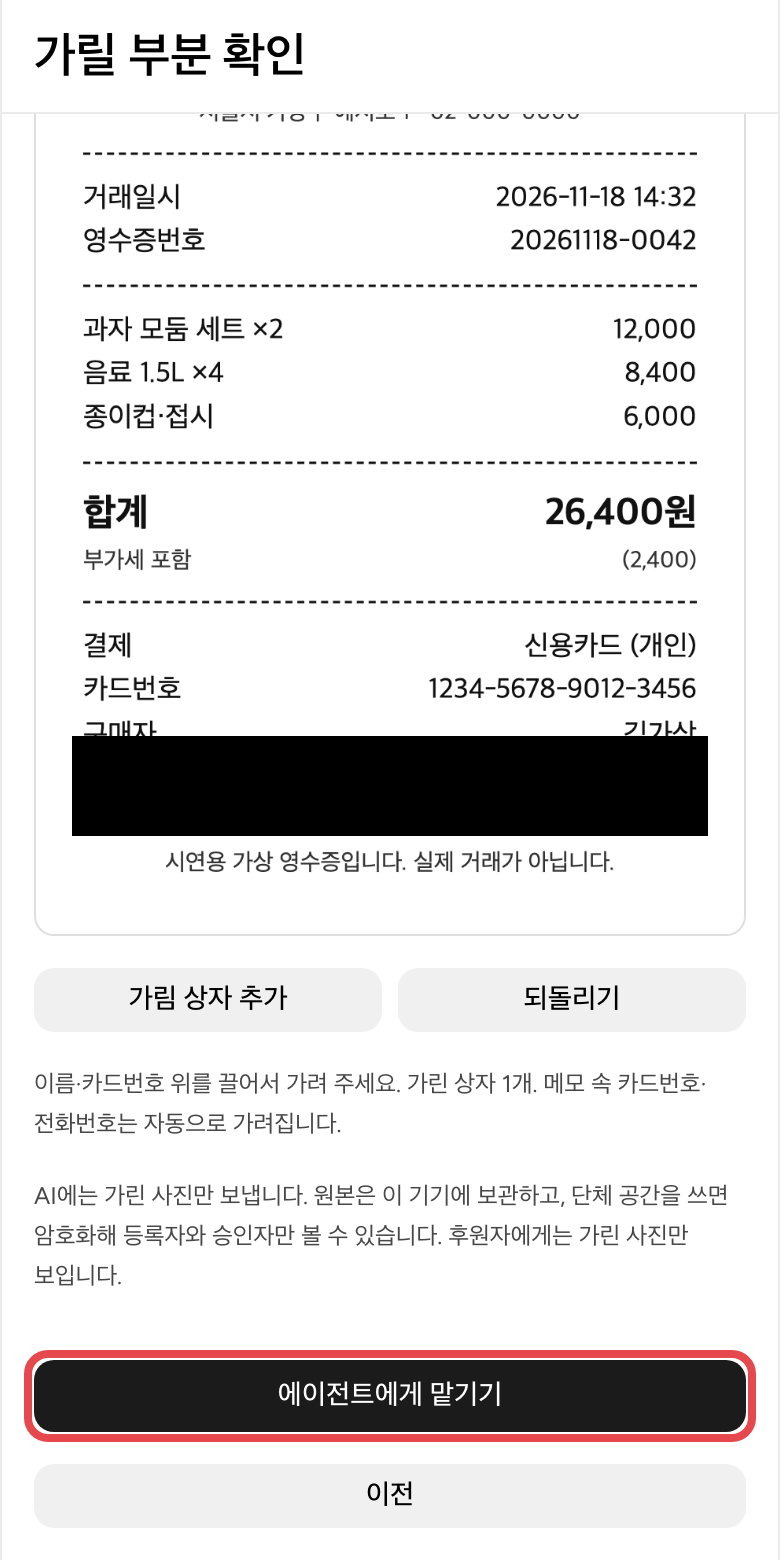 가릴 부분 확인
거래일시 2026-11-18 14:32
영수증번호 20261118-0042
과자 모둠 세트 ×2 12,000
음료 1.5L ×4 8,400
종이컵·접시 6,000
합계 26,400원
부가세 포함 (2,400)
결제 신용카드 (개인)
카드번호 1234-5678-9012-3456
구매자
시연용 가상 영수증입니다. 실제 거래가 아닙니다.
가림 상자 추가 되돌리기
이름·카드번호 위를 끌어서 가려 주세요. 가린 상자 1개. 메모 속 카드번호·
전화번호는 자동으로 가려집니다.
AI에는 가린 사진만 보냅니다. 원본은 이 기기에 보관하고, 단체 공간을 쓰면
암호화해 등록자와 승인자만 볼 수 있습니다. 후원자에게는 가린 사진만
보입니다.
에이전트에게 맡기기
이전